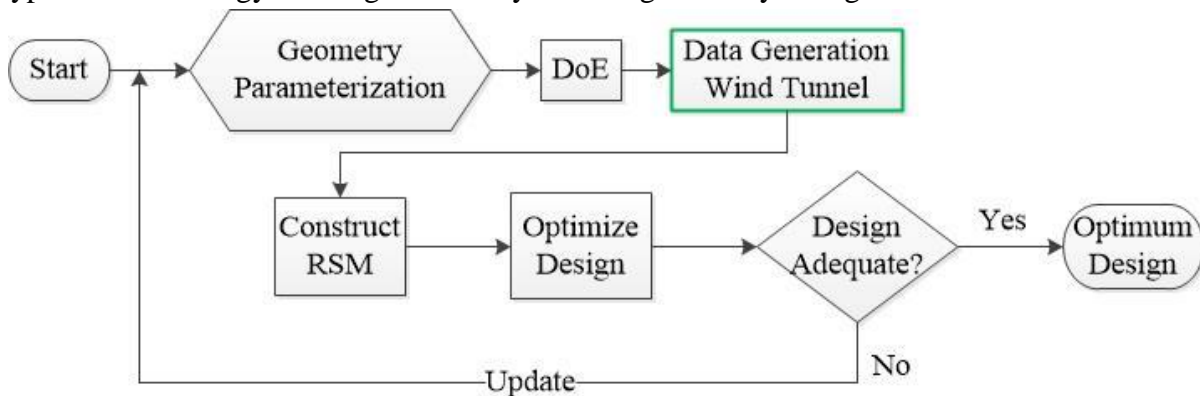 Start
Geometry
Parameterization
DoE
Data Generation
Wind Tunnel
Construct
RSM
Optimize
Design
Design
Adequate?
Yes
Optimum
Design
No
Update